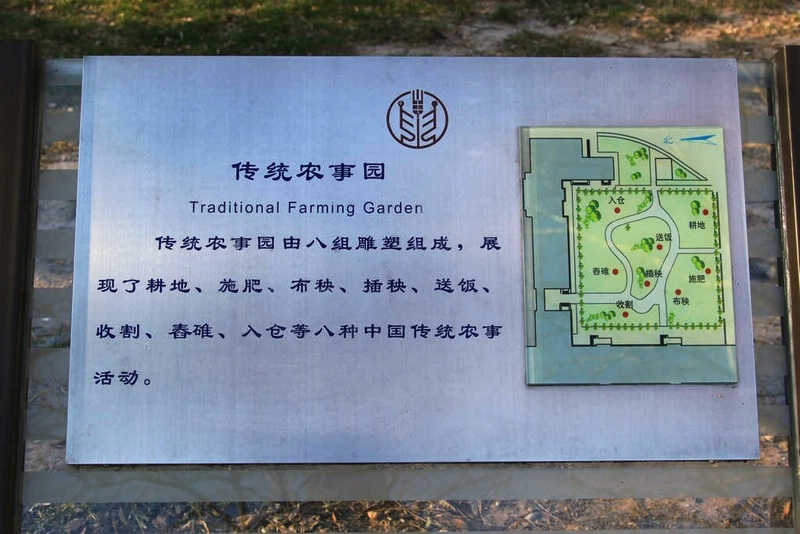 传统农事园
Traditional Farming Garden
传统农事园由八组雕塑组成，展
现了耕地、施肥、布秧、插秧、送饭、
收割、舂碓、入仓等八种中国传统农事
活动。
北
入仓
耕地
送饭
舂碓
插秧
施肥
布秧
收割